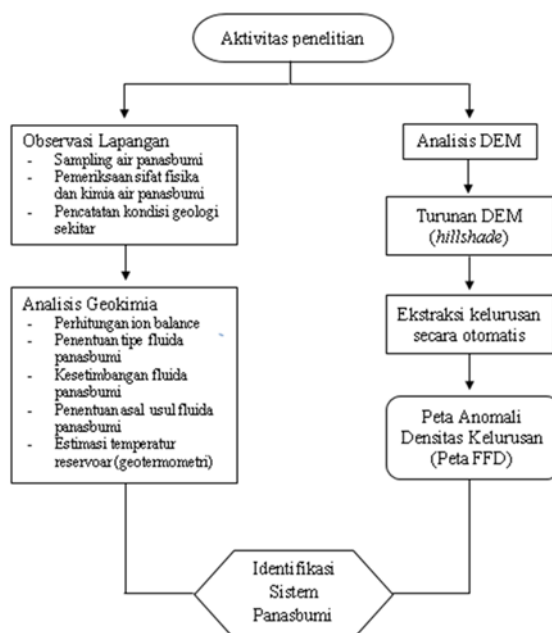 Aktivitas penelitian
Observasi Lapangan
- Sampling air panasbumi
- Pemeriksaan sifat fisika
dan kimia air panasbumi
- Pencatatan kondisi geologi
sekitar
Analisis Geokimia
- Perhitungan ion balance
- Penentuan tipe fluida
panasbumi
- Kesetimbangan fluida
panasbumi
- Penentuan asal usul fluida
panasbumi
- Estimasi temperatur
reservoar (geotermometri)
Analisis DEM
Turunan DEM
(hillshade)
Ekstraksi kelurusan
secara otomatis
Peta Anomali
Densitas Kelurusan
(Peta FFD)
Identifikasi
Sistem
Panasbumi